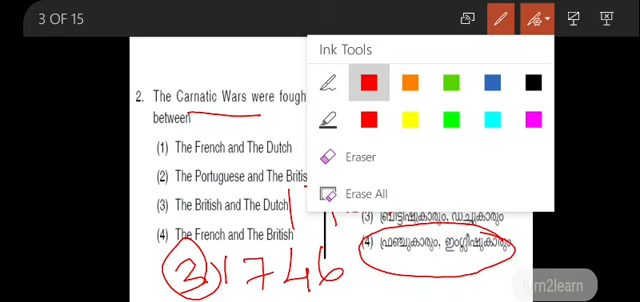 3 OF 15
Ink Tools
Eraser
Erase All
2. The Carnatic Wars were fought
between
(1) The French and The Dutch
(2) The Portuguese and The Britis
(3) The British and The Dutch
(4) The French and The British
(3) ബ്രിട്ടീഷുകാരും, ഡച്ചുകാരും
(4) ഫ്രഞ്ചുകാരും, ഇംഗ്ലീഷുകാരും
3) 1746
turn2learn